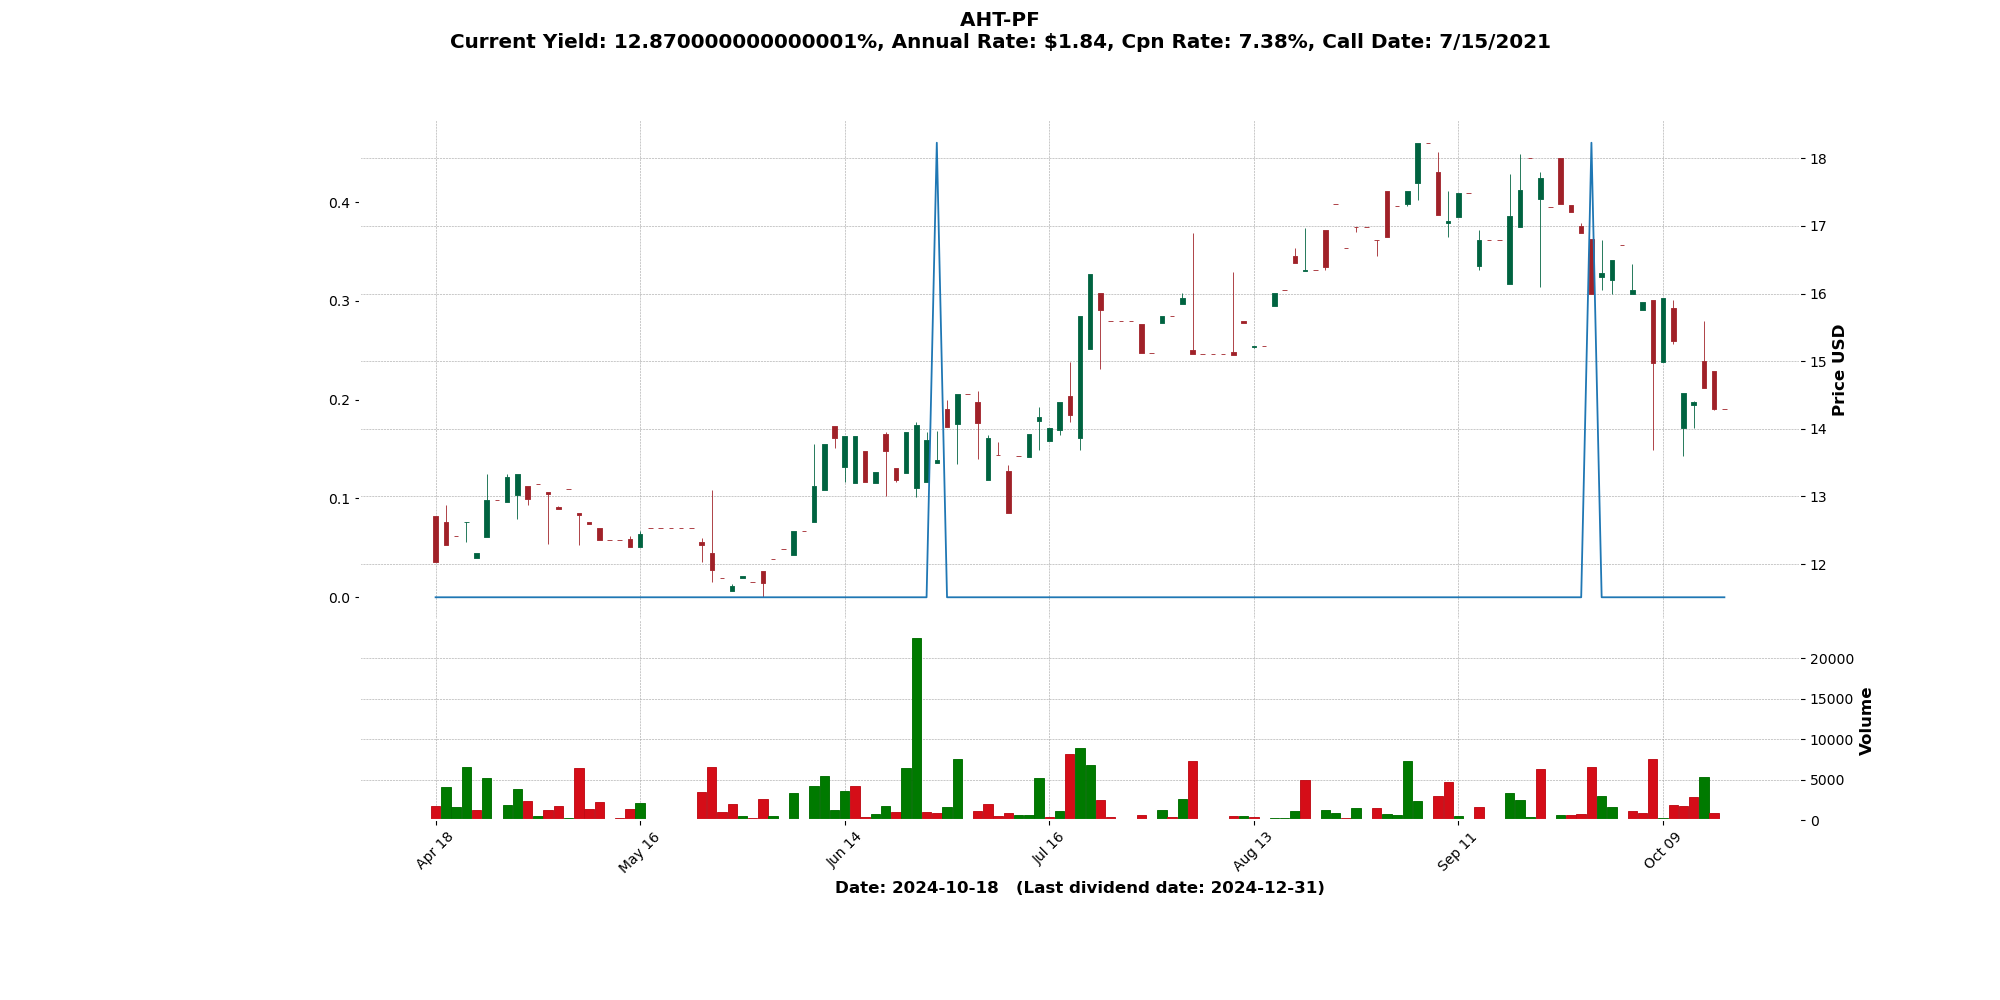 AHT-PF
Current Yield: 12.870000000000001%, Annual Rate: $1.84, Cpn Rate: 7.38%, Call Date: 7/15/2021
0.4
0.3
0.2
0.1
0.0
18
17
16
15
14
13
12
Price USD
20000
15000
10000
5000
0
Volume
Apr 18
May 16
Jun 14
Jul 16
Aug 13
Sep 11
Oct 09
Date: 2024-10-18 (Last dividend date: 2024-12-31)